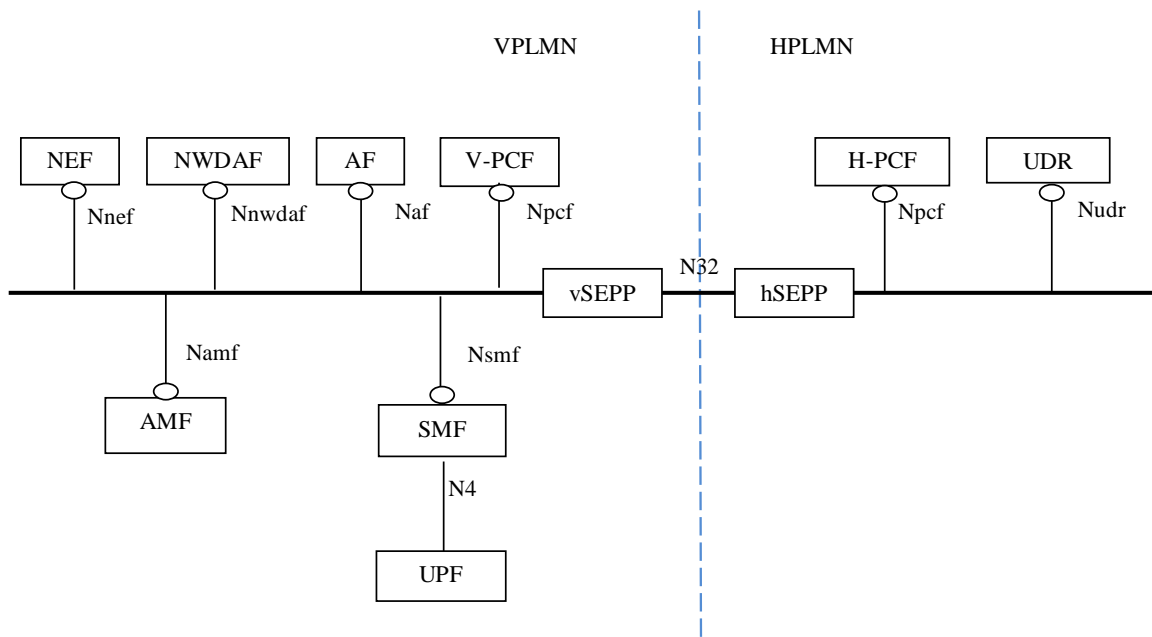 VPLMN HPLMN
NEF NWDAF AF V-PCF H-PCF UDR
Nnef Nnwdaf Naf Npcf Npcf Nudr
N32
vSEPP hSEPP
Namf Nsmf
AMF SMF
N4
UPF